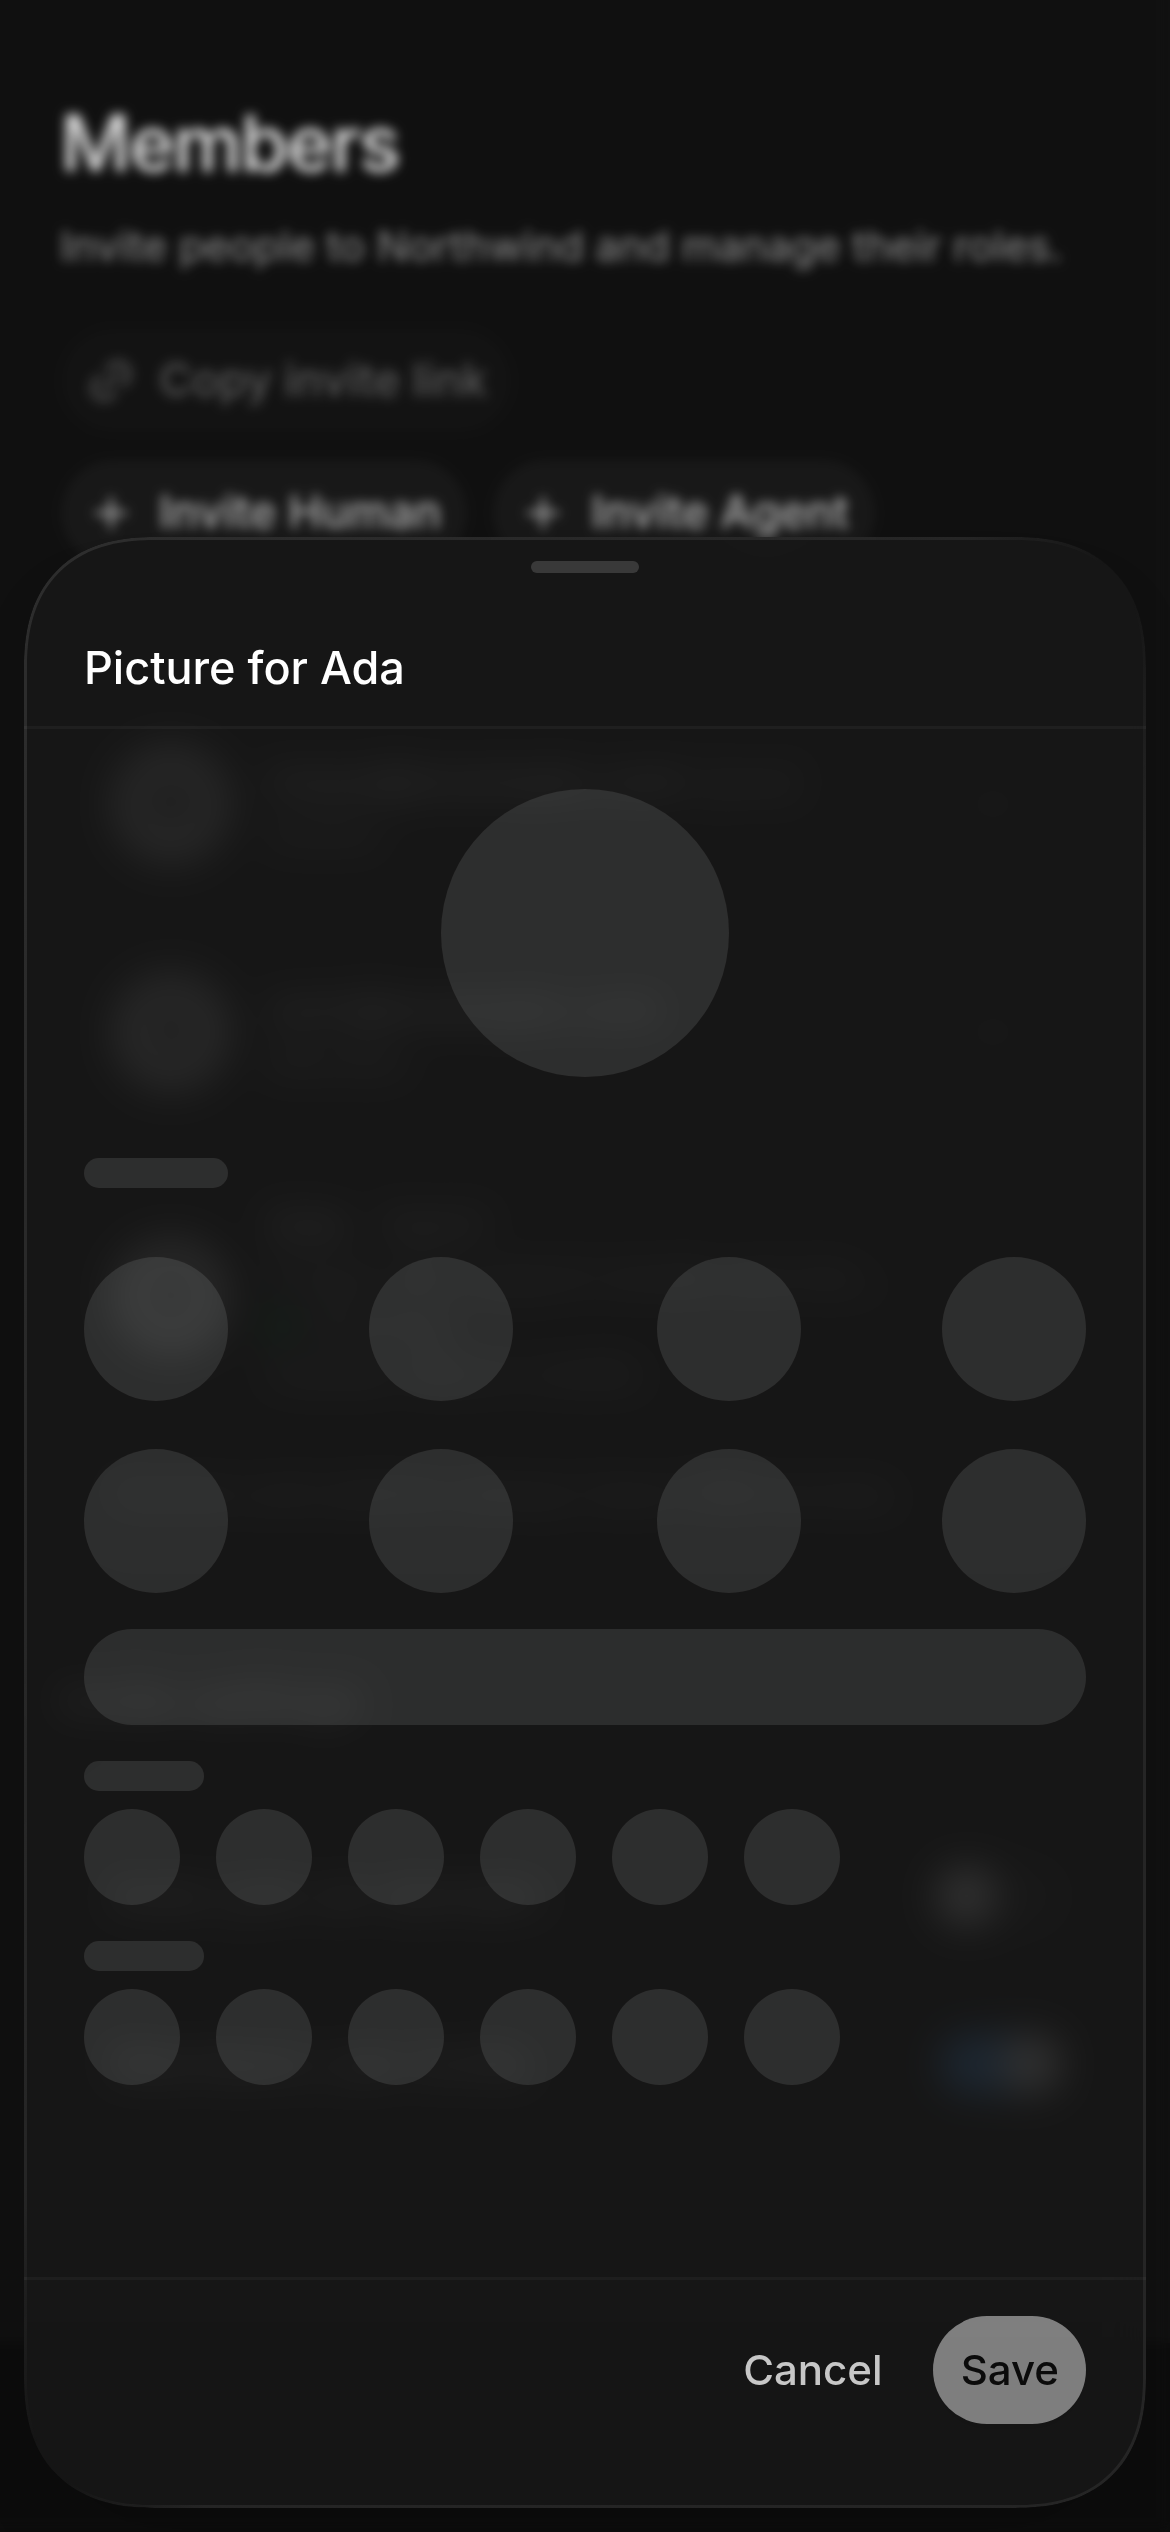 Members
Invite people to Northwind and manage their roles.
Copy invite link
Invite Human
Invite Agent
Picture for Ada
Cancel
Save